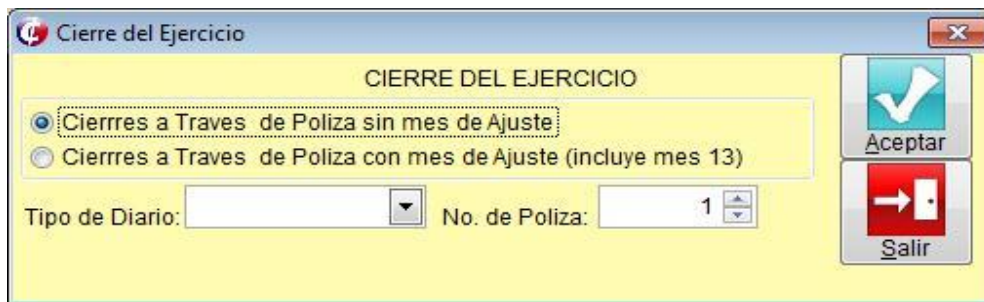 Cierre del Ejercicio
CIERRE DEL EJERCICIO
Cierrres a Traves de Poliza sin mes de Ajuste
Cierrres a Traves de Poliza con mes de Ajuste (incluye mes 13)
Aceptar
Tipo de Diario: No. de Poliza: 1
Salir